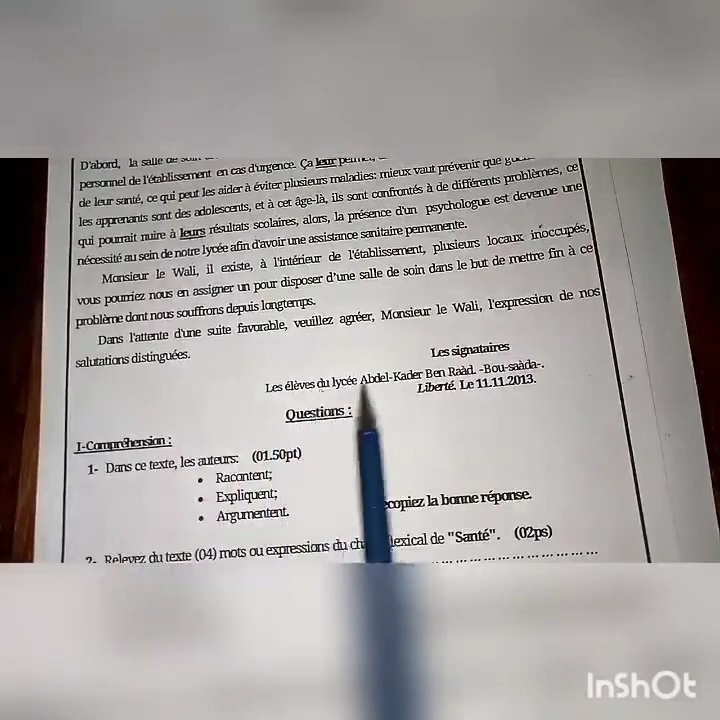 D'abord, la salle de soin
personnel de l'établissement en cas d'urgence. Ça leur permet,
de leur santé, ce qui peut les aider à éviter plusieurs maladies: mieux vaut prévenir que
les apprenants sont des adolescents, et à cet âge-là, ils sont confrontés à de différents problèmes, ce
qui pourrait nuire à leurs résultats scolaires, alors, la présence d'un psychologue est devenue une
nécessité au sein de notre lycée afin d'avoir une assistance sanitaire permanente.
Monsieur le Wali, il existe, à l'intérieur de l'établissement, plusieurs locaux inoccupés,
vous pourriez nous en assigner un pour disposer d'une salle de soin dans le but de mettre fin à ce
problème dont nous souffrons depuis longtemps.
Dans l'attente d'une suite favorable, veuillez agréer, Monsieur le Wali, l'expression de nos
salutations distinguées.
Les signataires
Les élèves du lycée Abdel-Kader Ben Raàd. -Bou-saàda-.
Liberté. Le 11.11.2013.
Questions :
I-Compréhension :
1- Dans ce texte, les auteurs: (01.50pt)
• Racontent;
• Expliquent;
• Argumentent.
copiez la bonne réponse.
2- Relevez du texte (04) mots ou expressions du lexical de "Santé". (02ps)
InShOt